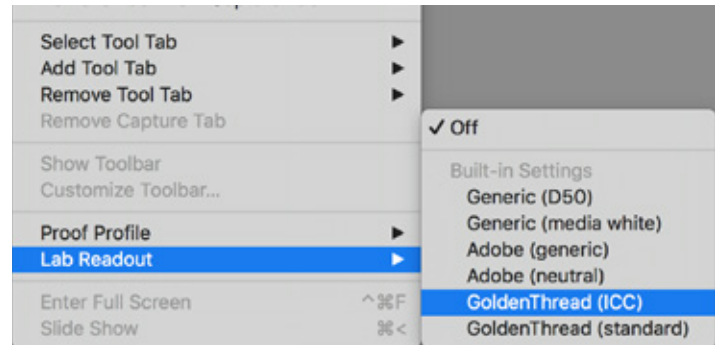 Select Tool Tab
Add Tool Tab
Remove Tool Tab
Remove Capture Tab
Show Toolbar
Customize Toolbar...
Proof Profile
Lab Readout
Enter Full Screen ^⌘F
Slide Show ⌘<
✓ Off
Built-in Settings
Generic (D50)
Generic (media white)
Adobe (generic)
Adobe (neutral)
GoldenThread (ICC)
GoldenThread (standard)